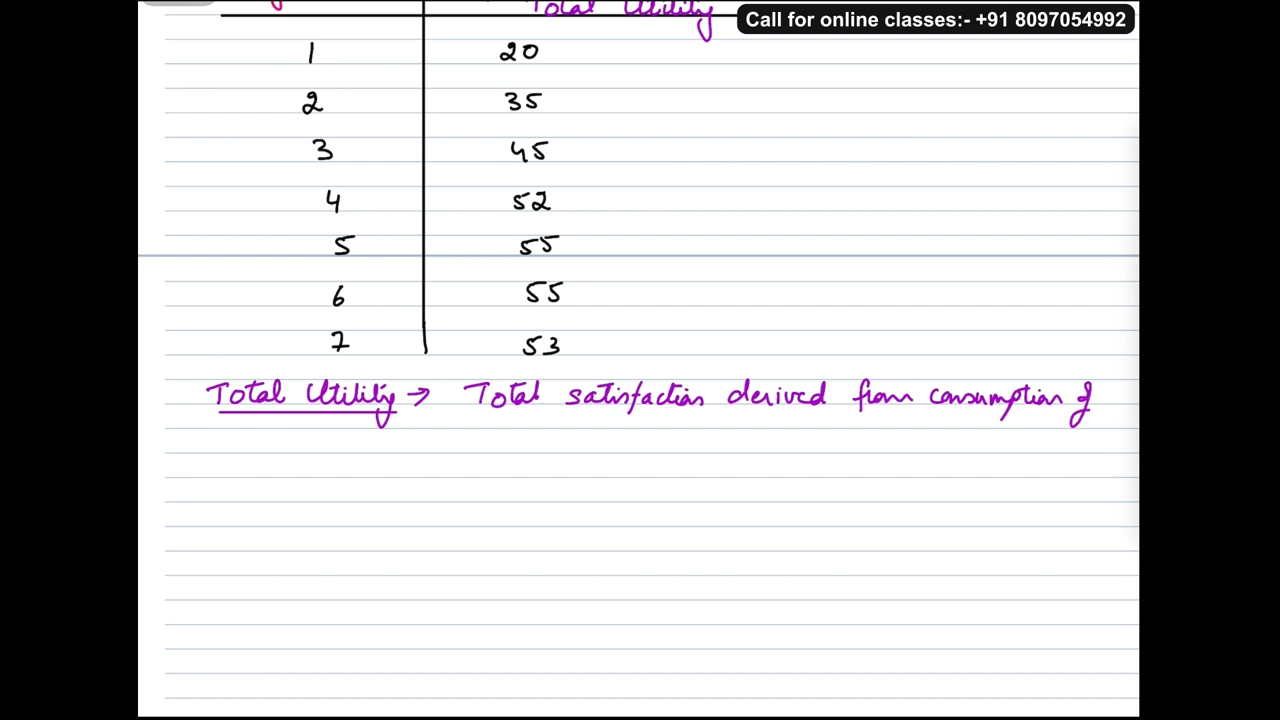 Total Utility
Call for online classes:- +91 8097054992
1 20
2 35
3 45
4 52
5 55
6 55
7 53
Total Utility → Total satisfaction derived from consumption of